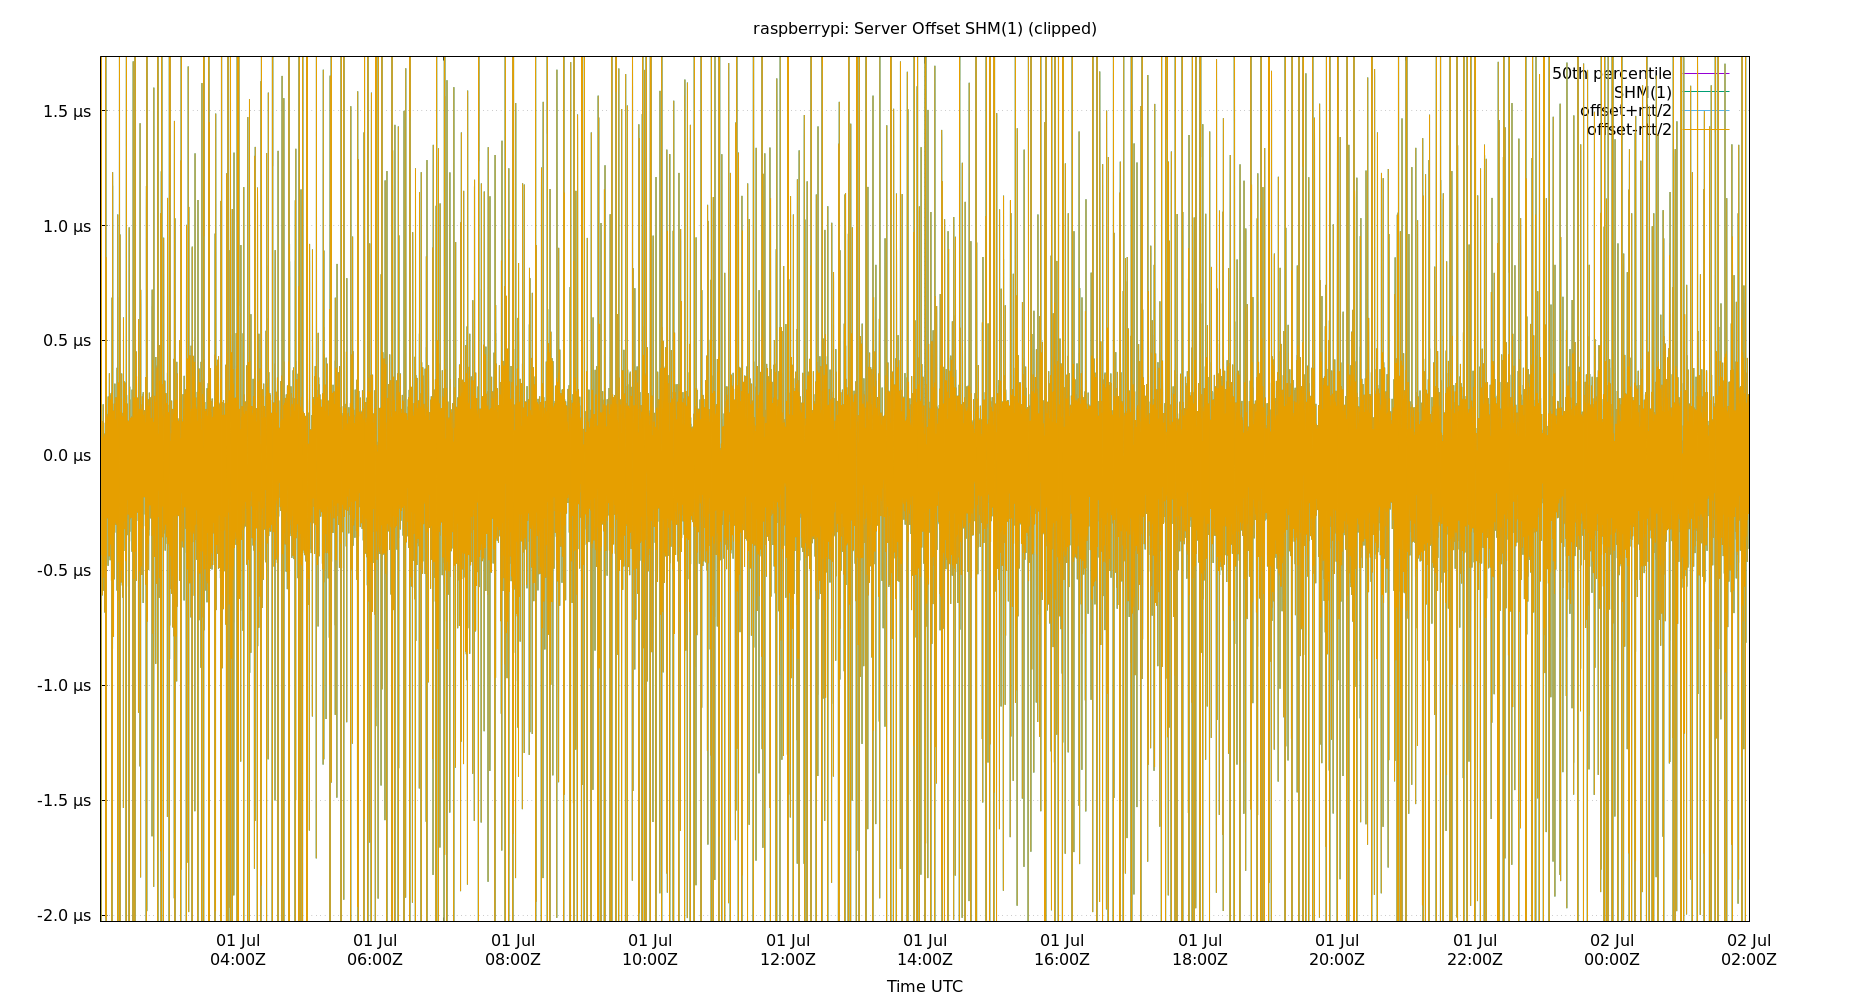 raspberrypi: Server Offset SHM(1) (clipped)
50th percentile
SHM(1)
offset+rtt/2
offset-rtt/2
1.5 µs
1.0 µs
0.5 µs
0.0 µs
-0.5 µs
-1.0 µs
-1.5 µs
-2.0 µs
01 Jul 01 Jul 01 Jul 01 Jul 01 Jul 01 Jul 01 Jul 01 Jul 01 Jul 01 Jul 02 Jul 02 Jul
04:00Z 06:00Z 08:00Z 10:00Z 12:00Z 14:00Z 16:00Z 18:00Z 20:00Z 22:00Z 00:00Z 02:00Z
Time UTC